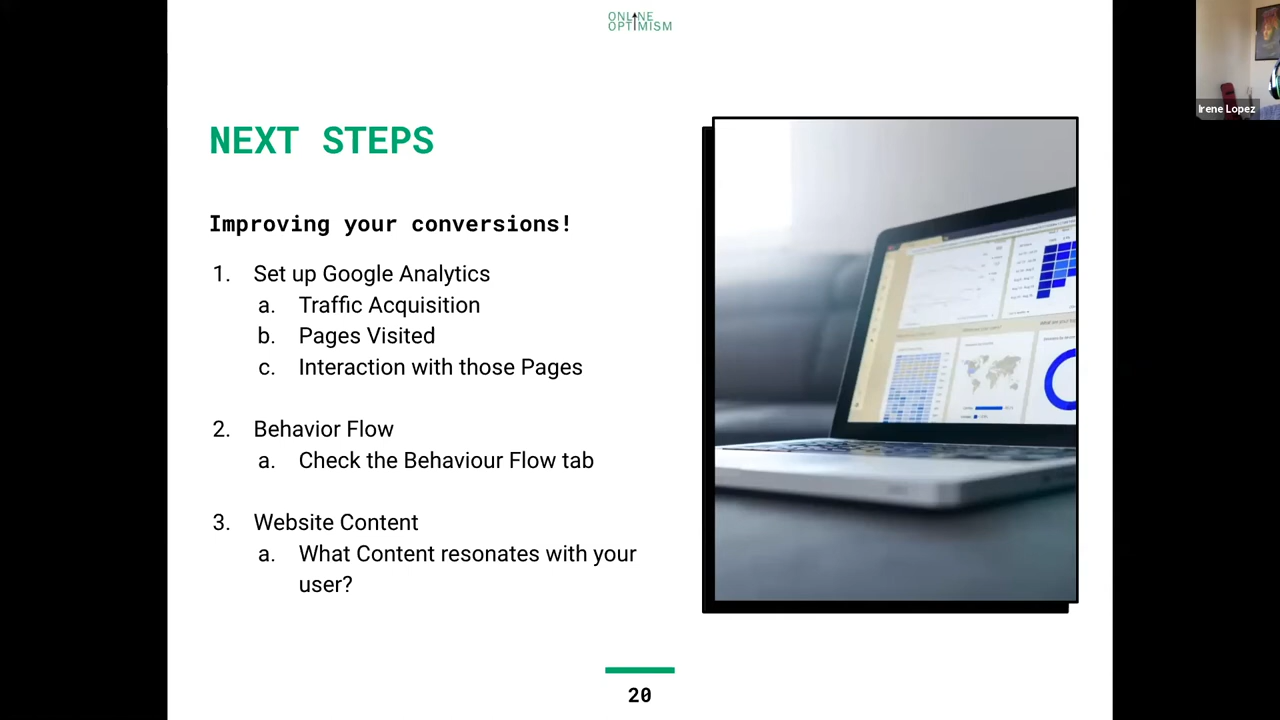 ONLINE
OPTIMISM
Irene Lopez
NEXT STEPS
Improving your conversions!
1. Set up Google Analytics
a. Traffic Acquisition
b. Pages Visited
c. Interaction with those Pages
2. Behavior Flow
a. Check the Behaviour Flow tab
3. Website Content
a. What Content resonates with your
user?
20